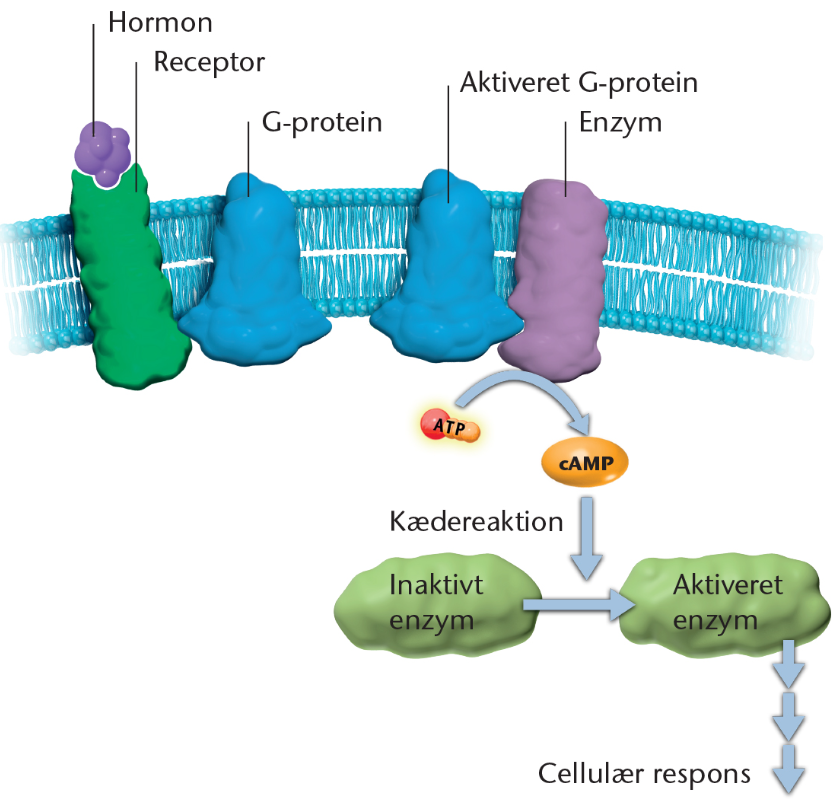 Hormon
Receptor
G-protein
Aktiveret G-protein
Enzym
ATP
cAMP
Kædereaktion
Inaktivt
enzym
Aktiveret
enzym
Cellulær respons